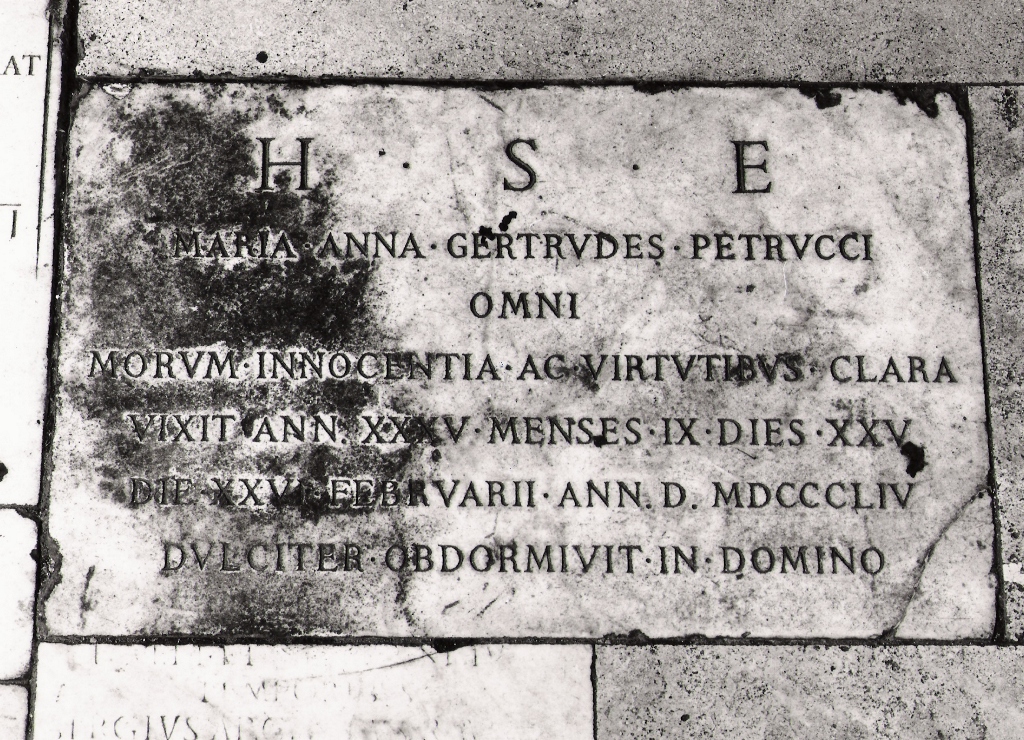 AT
H · S · E
MARIA · ANNA · GERTRVDES · PETRVCCI
OMNI
MORVM · INNOCENTIA · AC · VIRTVTIBVS · CLARA
VIXIT ANN. XXXV · MENSES · IX · DIES · XXV
DIE · XXVI FEBRVARII · ANN. D. MDCCCLIV
DVLCITER · OBDORMIVIT · IN · DOMINO